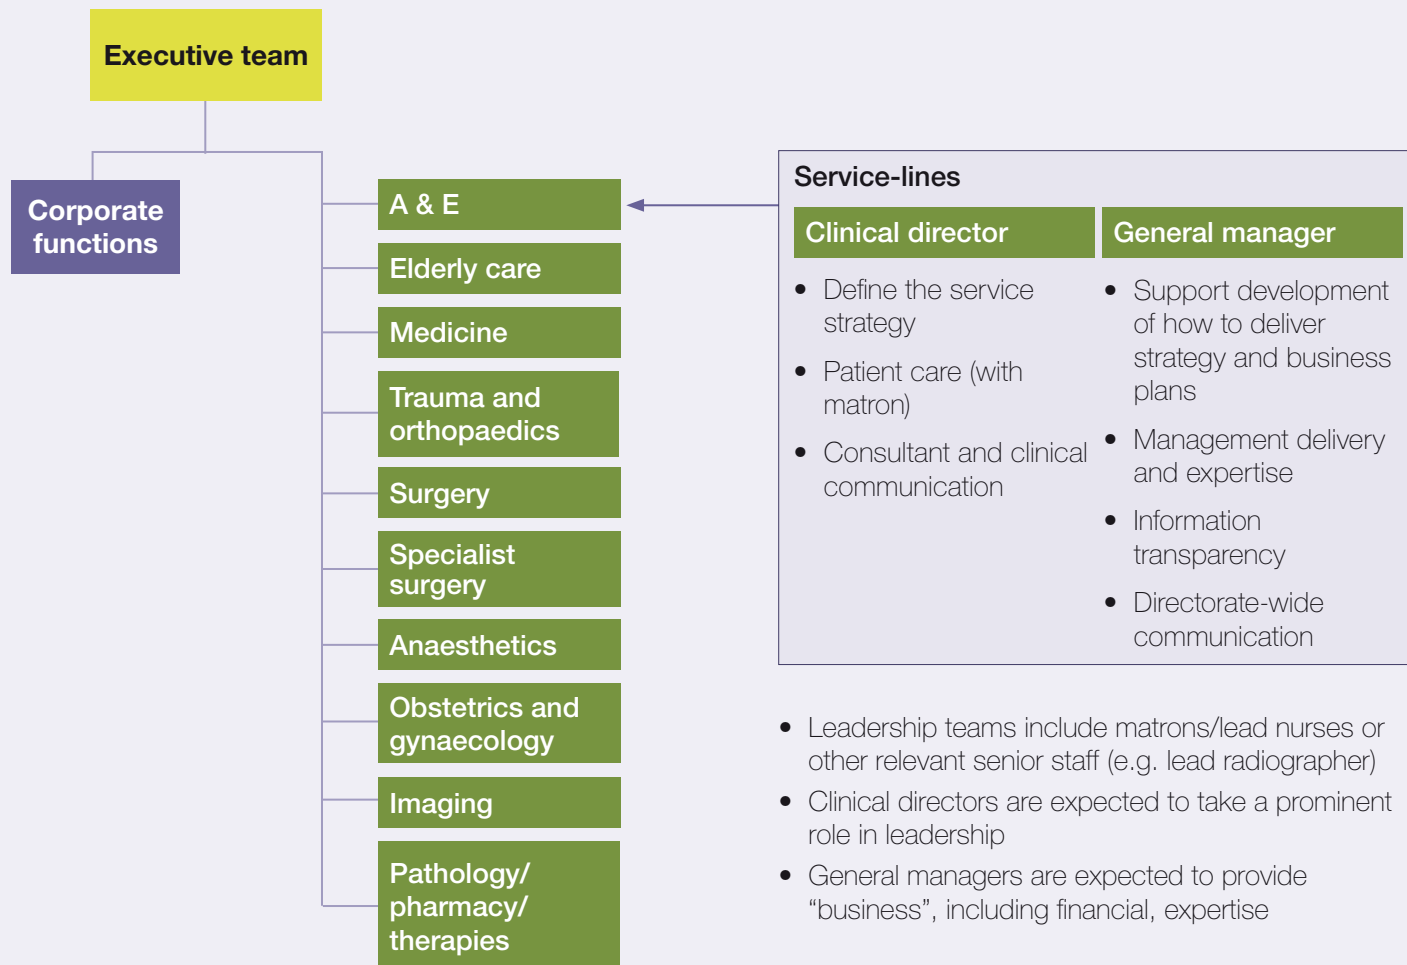 Executive team
Corporate
functions
A & E
Elderly care
Medicine
Trauma and
orthopaedics
Surgery
Specialist
surgery
Anaesthetics
Obstetrics and
gynaecology
Imaging
Pathology/
pharmacy/
therapies
Service-lines
Clinical director
• Define the service
strategy
• Patient care (with
matron)
• Consultant and clinical
communication
General manager
• Support development
of how to deliver
strategy and business
plans
• Management delivery
and expertise
• Information
transparency
• Directorate-wide
communication
• Leadership teams include matrons/lead nurses or
other relevant senior staff (e.g. lead radiographer)
• Clinical directors are expected to take a prominent
role in leadership
• General managers are expected to provide
“business”, including financial, expertise